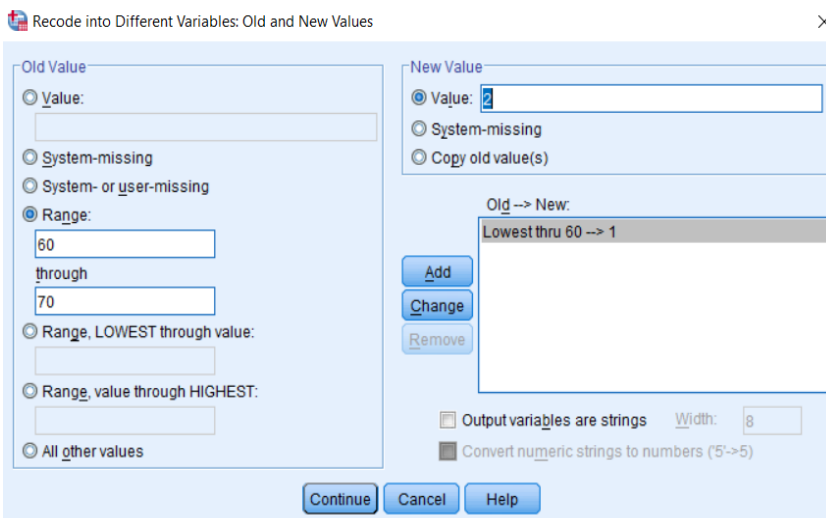 Recode into Different Variables: Old and New Values
Old Value
Value:
System-missing
System- or user-missing
Range:
60
through
70
Range, LOWEST through value:
Range, value through HIGHEST:
All other values
New Value
Value: 2
System-missing
Copy old value(s)
Old --> New:
Lowest thru 60 --> 1
Add
Change
Remove
Output variables are strings Width: 8
Convert numeric strings to numbers ('5'->5)
Continue Cancel Help